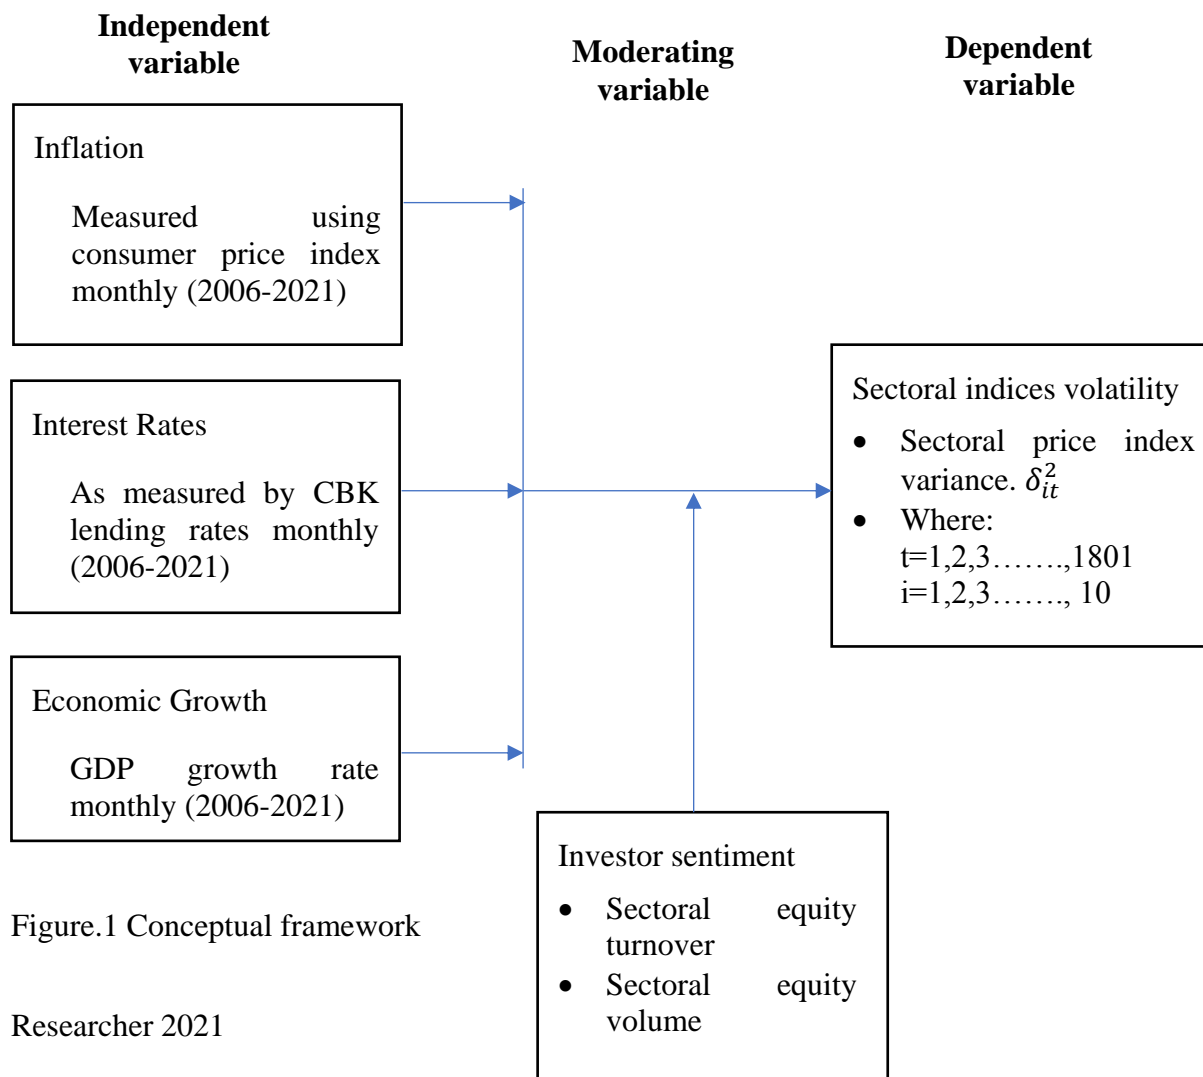 Independent
variable
Moderating
variable
Dependent
variable
Inflation
Measured using
consumer price index
monthly (2006-2021)
Interest Rates
As measured by CBK
lending rates monthly
(2006-2021)
Economic Growth
GDP growth rate
monthly (2006-2021)
Sectoral indices volatility
• Sectoral price index
variance. δ²ᵢₜ
• Where:
t=1,2,3…….,1801
i=1,2,3……., 10
Investor sentiment
• Sectoral equity
turnover
• Sectoral equity
volume
Figure.1 Conceptual framework
Researcher 2021